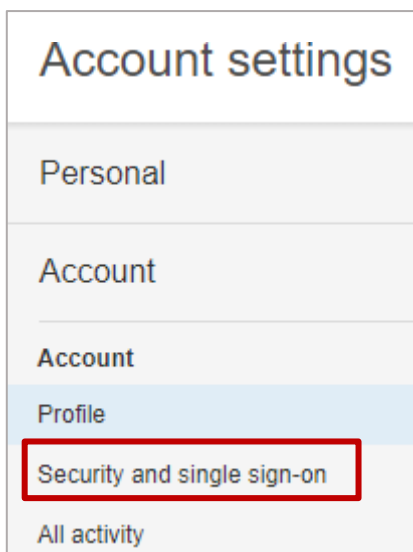 Account settings
Personal
Account
Account
Profile
Security and single sign-on
All activity